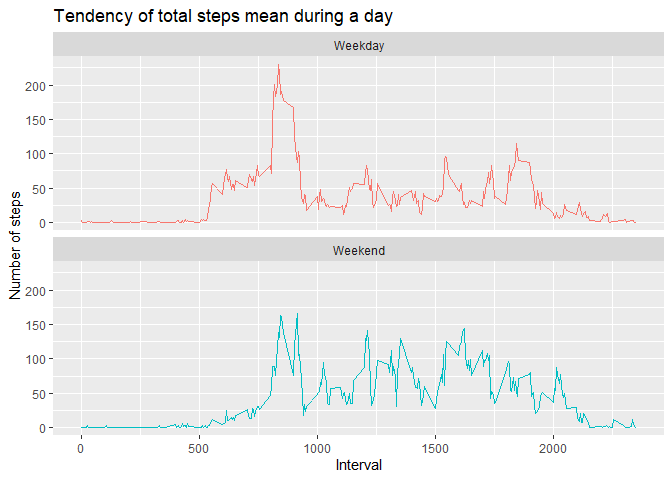 Tendency of total steps mean during a day
Weekday
200
150
100
50
0
Number of steps
Weekend
200
150
100
50
0
0 500 1000 1500 2000
Interval